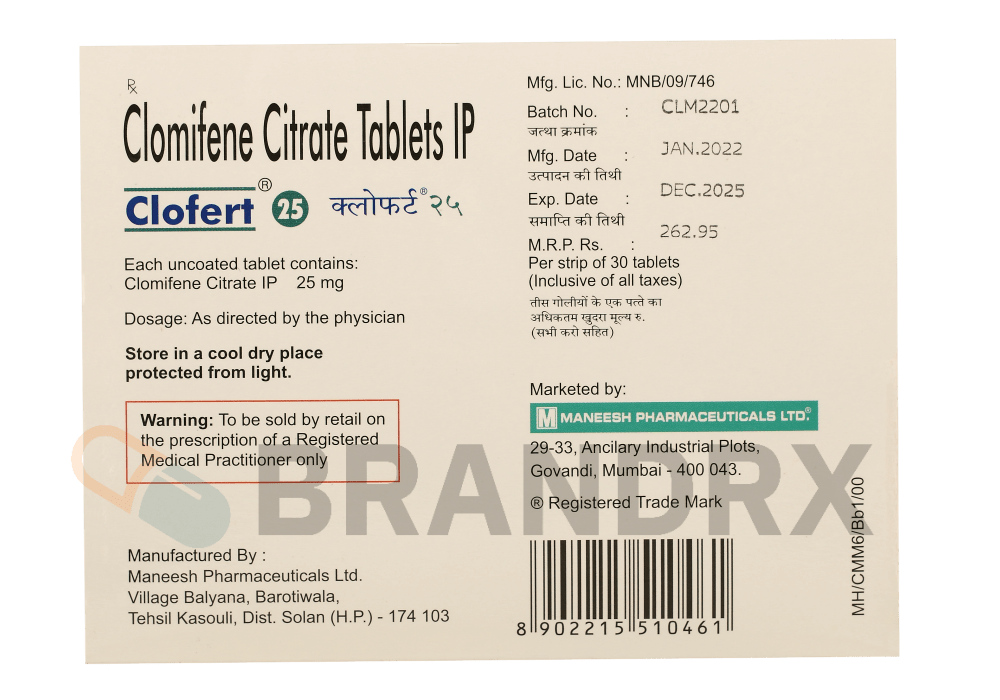 Rx
Clomifene Citrate Tablets IP
Clofert® 25 क्लोफर्ट® २५
Each uncoated tablet contains:
Clomifene Citrate IP 25 mg
Dosage: As directed by the physician
Store in a cool dry place
protected from light.
Warning: To be sold by retail on
the prescription of a Registered
Medical Practitioner only
Manufactured By :
Maneesh Pharmaceuticals Ltd.
Village Balyana, Barotiwala,
Tehsil Kasouli, Dist. Solan (H.P.) - 174 103
Mfg. Lic. No.: MNB/09/746
Batch No. : CLM2201
जत्था क्रमांक
Mfg. Date : JAN.2022
उत्पादन की तिथी
Exp. Date : DEC.2025
समाप्ति की तिथी
M.R.P. Rs. : 262.95
Per strip of 30 tablets
(Inclusive of all taxes)
तीस गोलीयों के एक पत्ते का
अधिकतम खुदरा मूल्य रु.
(सभी करो सहित)
Marketed by:
M MANEESH PHARMACEUTICALS LTD.®
29-33, Ancilary Industrial Plots,
Govandi, Mumbai - 400 043.
® Registered Trade Mark
8 902215 510461
MH/CMM6/Bb1/00
BRANDRX